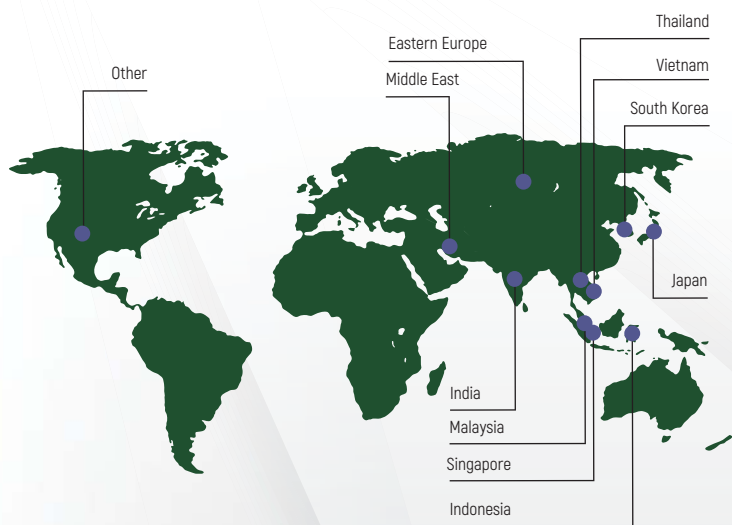 Thailand
Eastern Europe
Vietnam
Other
Middle East
South Korea
Japan
India
Malaysia
Singapore
Indonesia